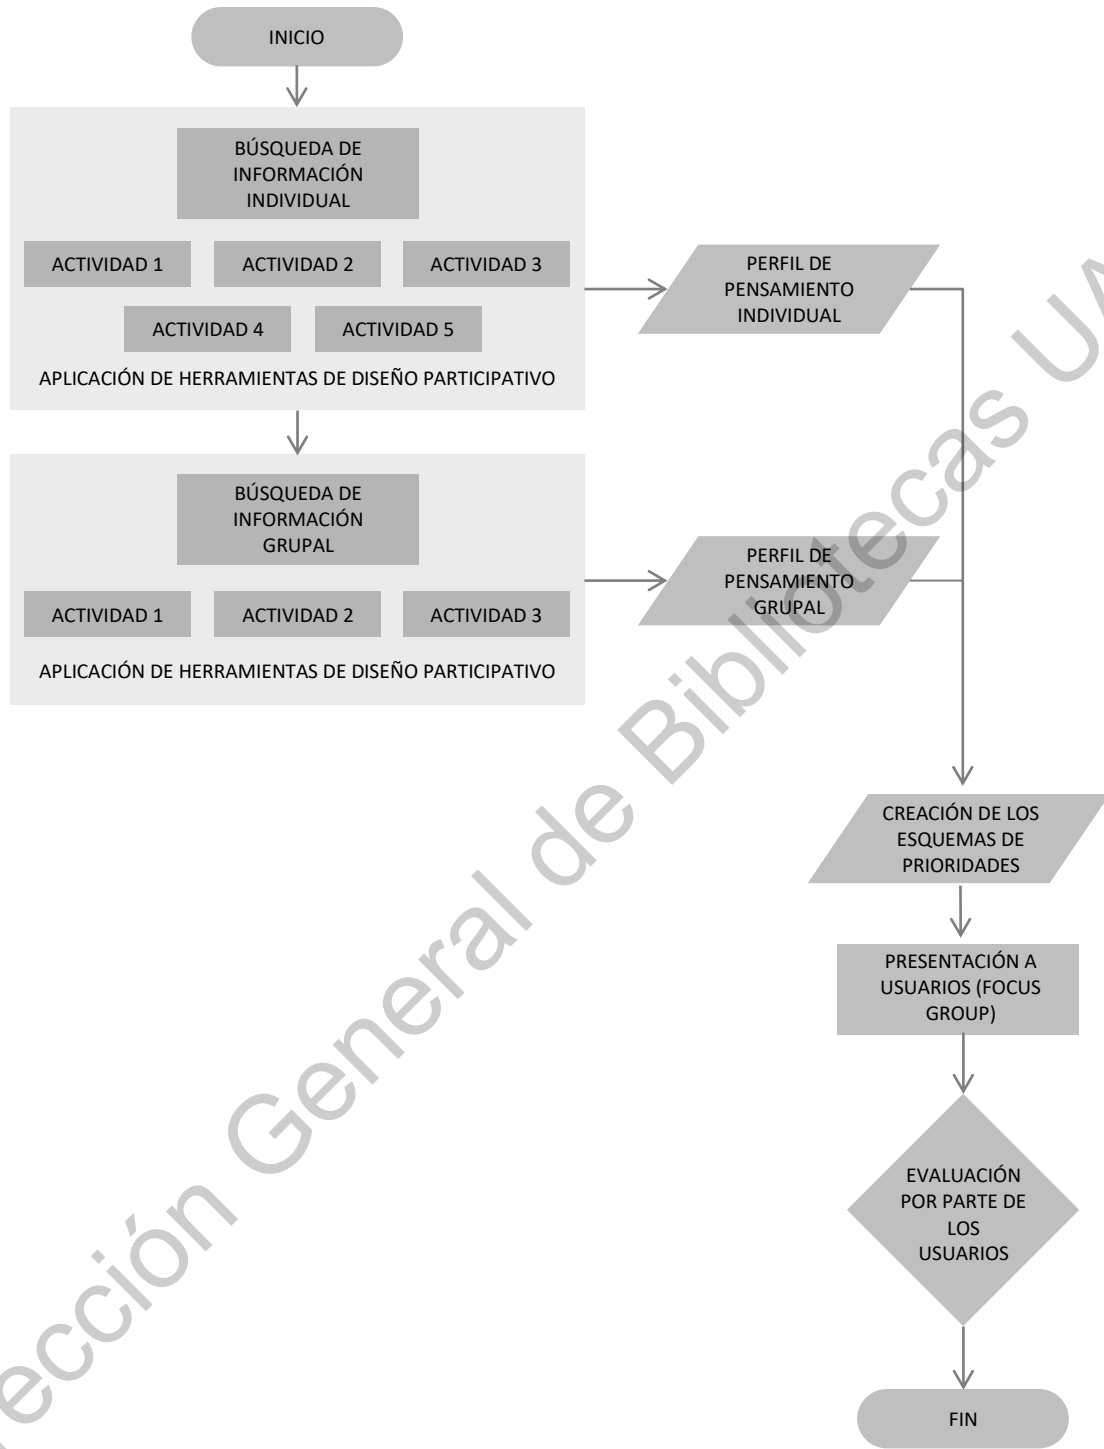 INICIO
BÚSQUEDA DE
INFORMACIÓN
INDIVIDUAL
ACTIVIDAD 1
ACTIVIDAD 2
ACTIVIDAD 3
ACTIVIDAD 4
ACTIVIDAD 5
APLICACIÓN DE HERRAMIENTAS DE DISEÑO PARTICIPATIVO
PERFIL DE
PENSAMIENTO
INDIVIDUAL
BÚSQUEDA DE
INFORMACIÓN
GRUPAL
ACTIVIDAD 1
ACTIVIDAD 2
ACTIVIDAD 3
APLICACIÓN DE HERRAMIENTAS DE DISEÑO PARTICIPATIVO
PERFIL DE
PENSAMIENTO
GRUPAL
CREACIÓN DE LOS
ESQUEMAS DE
PRIORIDADES
PRESENTACIÓN A
USUARIOS (FOCUS
GROUP)
EVALUACIÓN
POR PARTE DE
LOS
USUARIOS
FIN
ección General de Bibliotecas UA